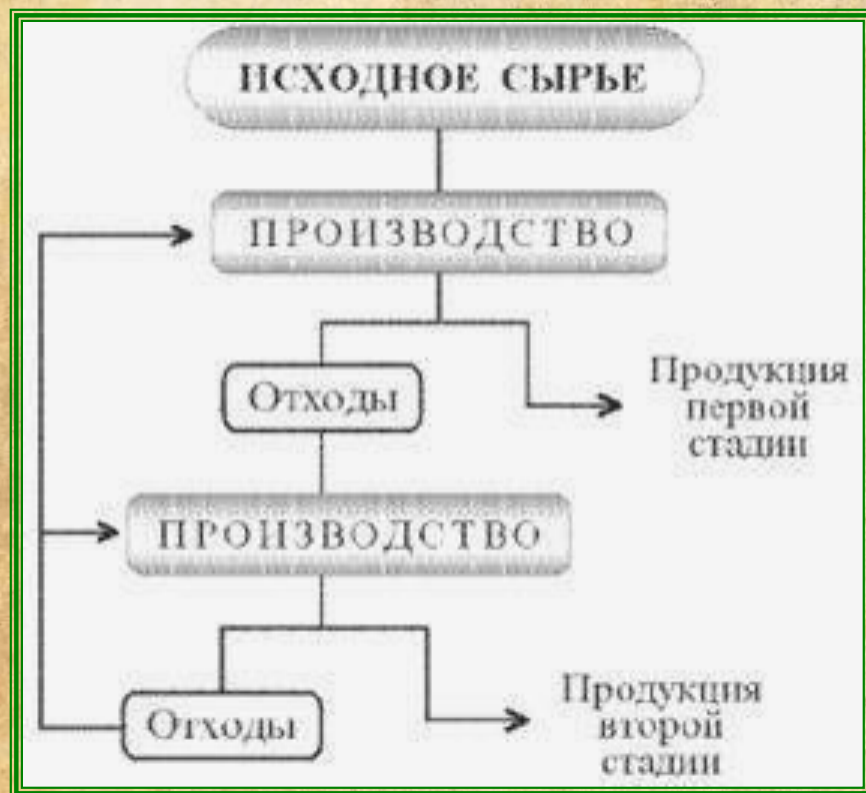 ИСХОДНОЕ СЫРЬЕ
ПРОИЗВОДСТВО
Отходы
Продукция
первой
стадии
ПРОИЗВОДСТВО
Отходы
Продукция
второй
стадии